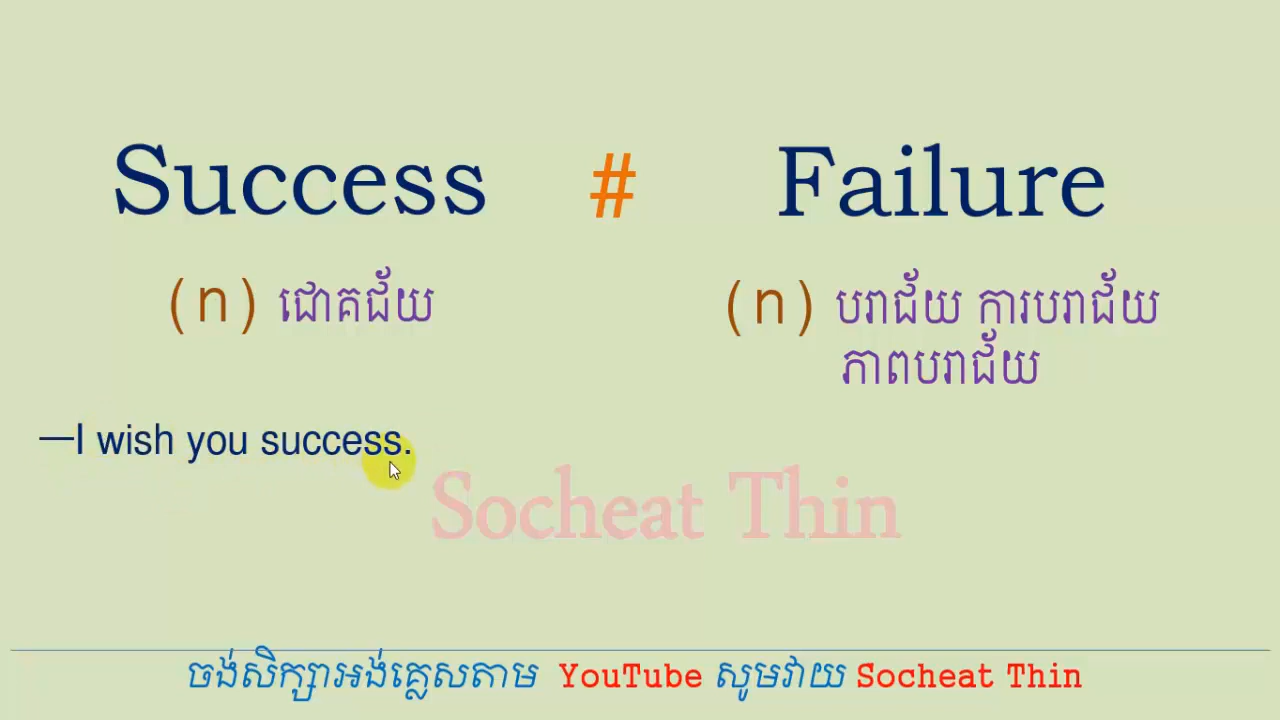 Success # Failure
(n) ជោគជ័យ (n) បរាជ័យ ការបរាជ័យ
ភាពបរាជ័យ
—I wish you success.
Socheat Thin
ចង់សិក្សាអង់គ្លេសតាម YouTube សូមវាយ Socheat Thin